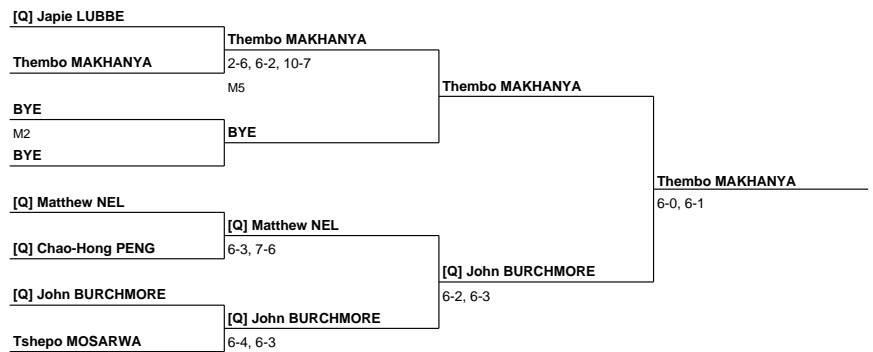 [Q] Japie LUBBE
Thembo MAKHANYA
Thembo MAKHANYA
2-6, 6-2, 10-7
M5
Thembo MAKHANYA
BYE
M2
BYE
BYE
Thembo MAKHANYA
6-0, 6-1
[Q] Matthew NEL
[Q] Matthew NEL
[Q] Chao-Hong PENG
6-3, 7-6
[Q] John BURCHMORE
6-2, 6-3
[Q] John BURCHMORE
[Q] John BURCHMORE
Tshepo MOSARWA
6-4, 6-3